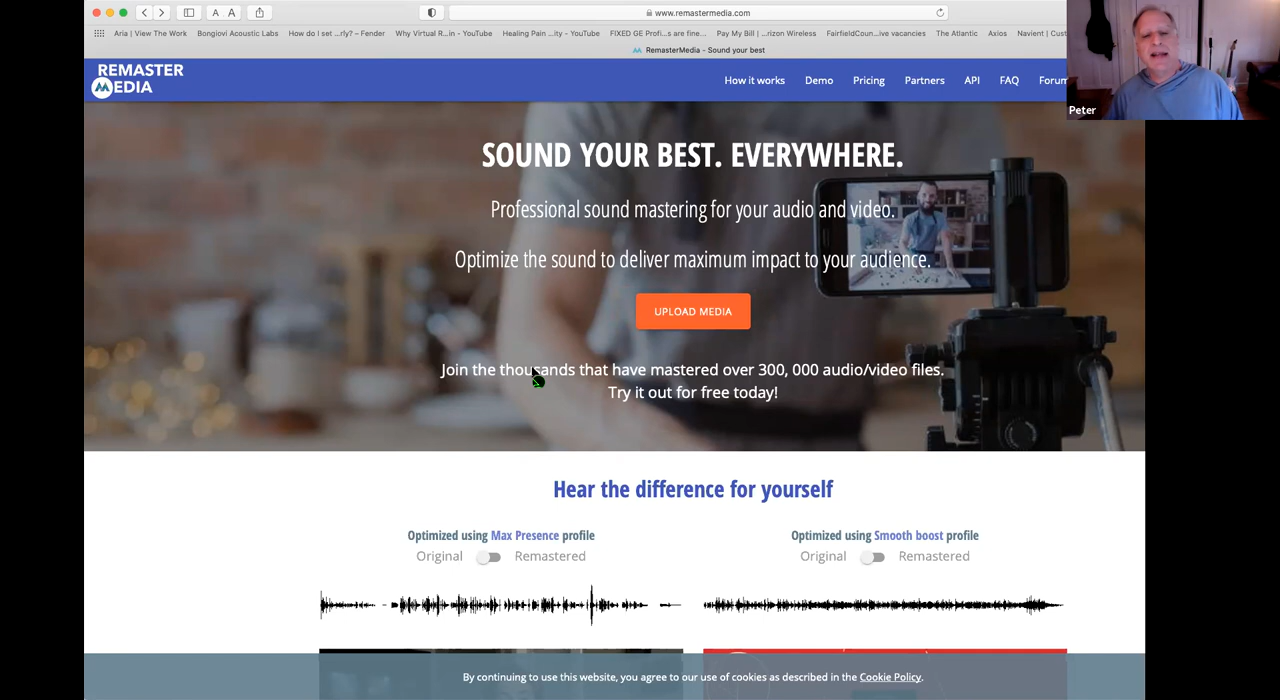 A A
www.remastermedia.com
Aria | View The Work Bongiovi Acoustic Labs How do I set ...rly? – Fender Why Virtual R...in - YouTube Healing Pain ...ity - YouTube FIXED GE Profi...s are fine... Pay My Bill | ...rizon Wireless FairfieldCoun...ive vacancies The Atlantic Axios Navient | Cust
RemasterMedia - Sound your best
REMASTER
MEDIA
How it works Demo Pricing Partners API FAQ Forum
Peter
SOUND YOUR BEST. EVERYWHERE.
Professional sound mastering for your audio and video.
Optimize the sound to deliver maximum impact to your audience.
UPLOAD MEDIA
Join the thousands that have mastered over 300, 000 audio/video files.
Try it out for free today!
Hear the difference for yourself
Optimized using Max Presence profile
Original Remastered
Optimized using Smooth boost profile
Original Remastered
By continuing to use this website, you agree to our use of cookies as described in the Cookie Policy.